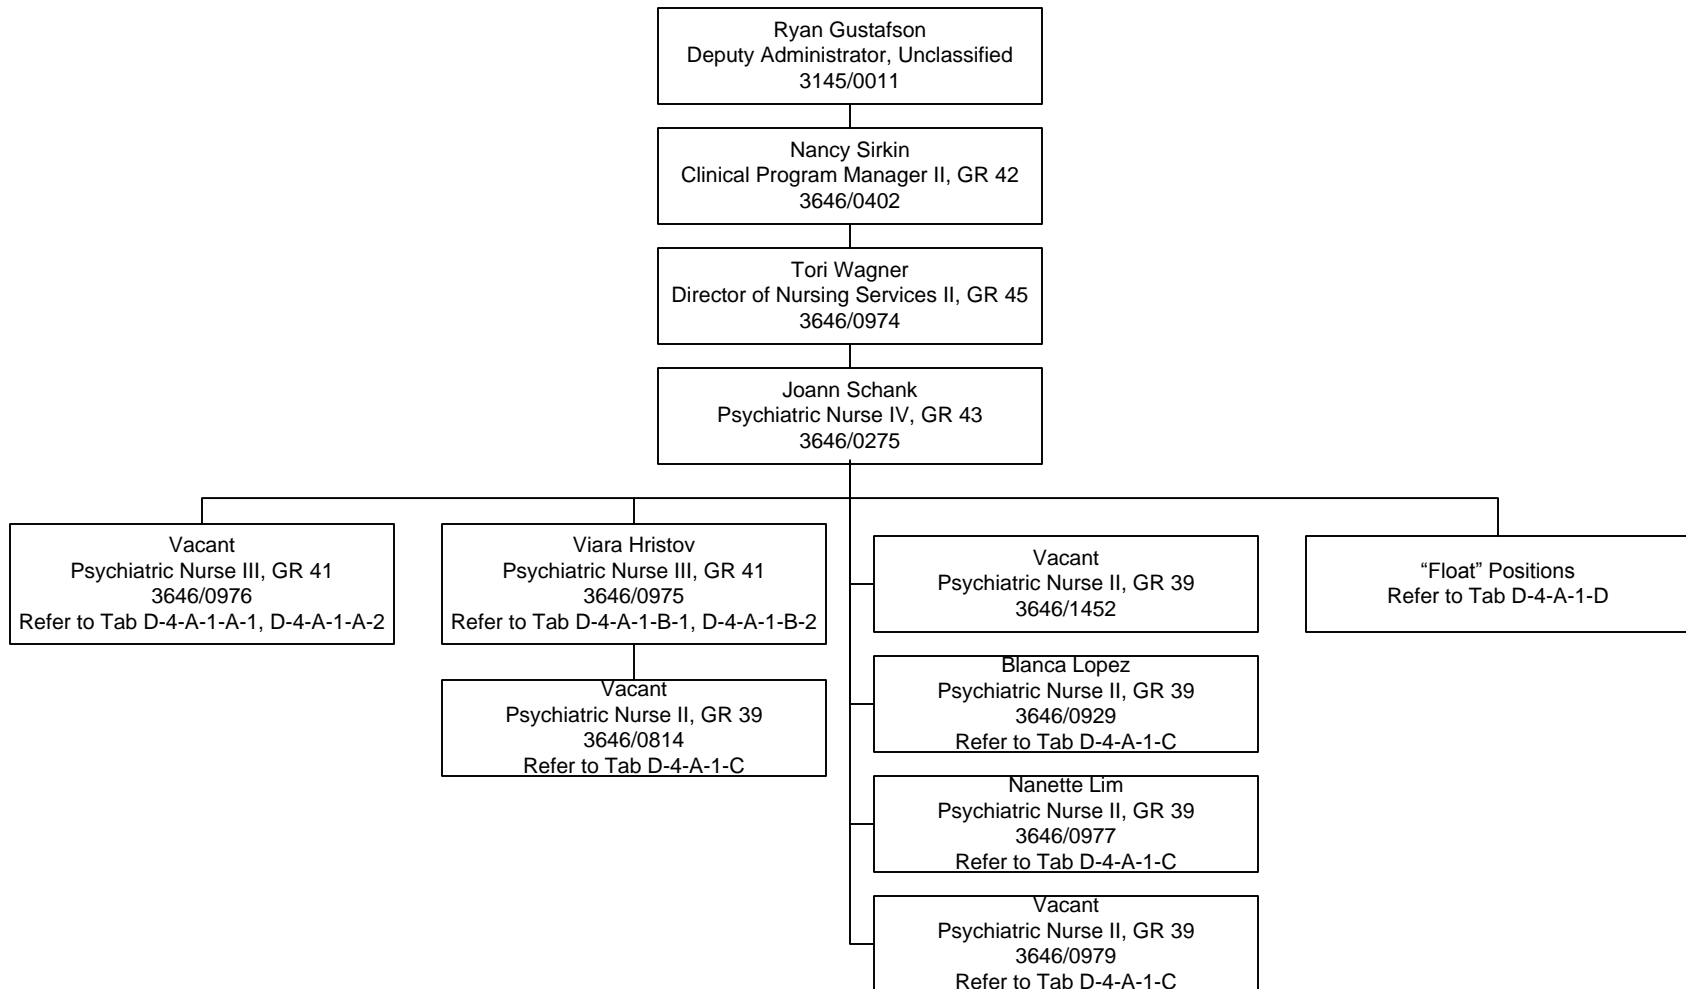 Ryan Gustafson
Deputy Administrator, Unclassified
3145/0011
Nancy Sirkin
Clinical Program Manager II, GR 42
3646/0402
Tori Wagner
Director of Nursing Services II, GR 45
3646/0974
Joann Schank
Psychiatric Nurse IV, GR 43
3646/0275
Vacant
Psychiatric Nurse III, GR 41
3646/0976
Refer to Tab D-4-A-1-A-1, D-4-A-1-A-2
Viara Hristov
Psychiatric Nurse III, GR 41
3646/0975
Refer to Tab D-4-A-1-B-1, D-4-A-1-B-2
Vacant
Psychiatric Nurse II, GR 39
3646/0814
Refer to Tab D-4-A-1-C
Vacant
Psychiatric Nurse II, GR 39
3646/1452
Blanca Lopez
Psychiatric Nurse II, GR 39
3646/0929
Refer to Tab D-4-A-1-C
Nanette Lim
Psychiatric Nurse II, GR 39
3646/0977
Refer to Tab D-4-A-1-C
Vacant
Psychiatric Nurse II, GR 39
3646/0979
Refer to Tab D-4-A-1-C
“Float” Positions
Refer to Tab D-4-A-1-D